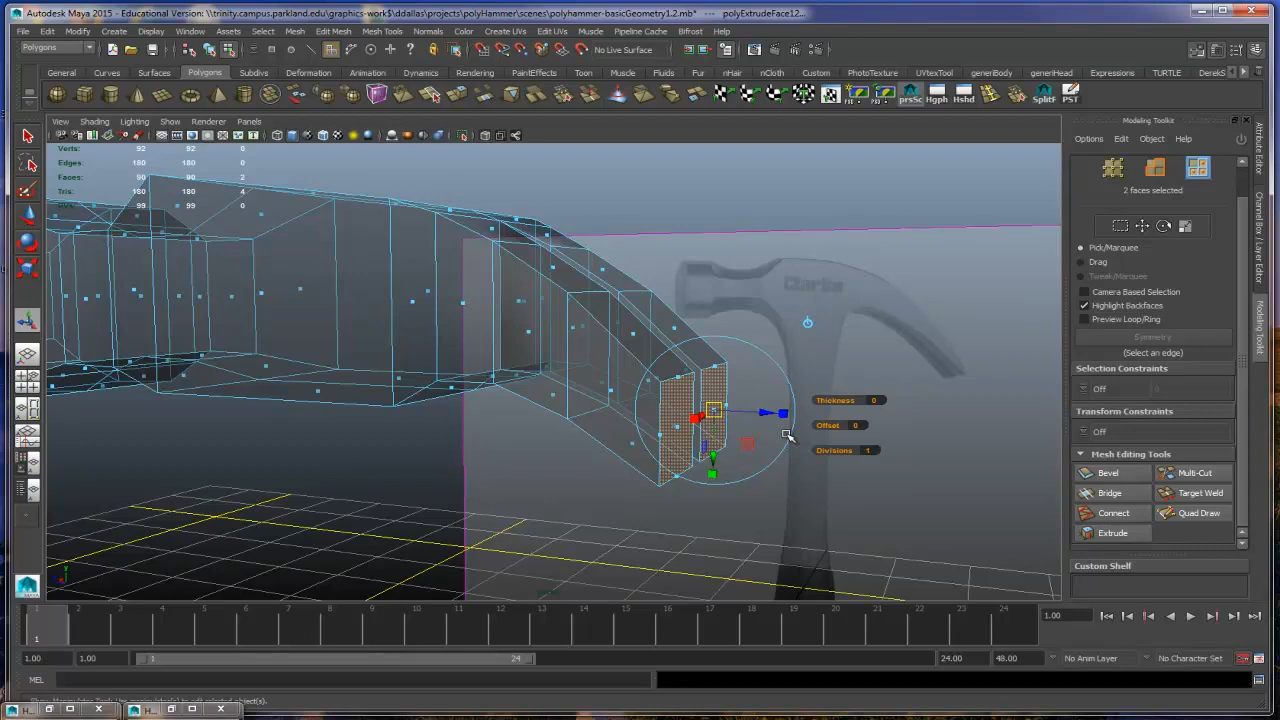 Autodesk Maya 2015 - Educational Version: \\trinity.campus.parkland.edu\graphics-work$\ddallas\projects\polyHammer\scenes\polyhammer-basicGeometry1.2.mb* --- polyExtrudeFace12...
File Edit Modify Create Display Window Assets Select Mesh Edit Mesh Mesh Tools Normals Color Create UVs Edit UVs Muscle Pipeline Cache Bifrost Help
Polygons No Live Surface
General Curves Surfaces Polygons Subdivs Deformation Animation Dynamics Rendering PaintEffects Toon Muscle Fluids Fur nHair nCloth Custom PhotoTexture UVtexTool generiBody generiHead Expressions TURTLE DerekS
prsSc Hgph Hshd SplitF PST
View Shading Lighting Show Renderer Panels
Verts: 92 92 0
Edges: 180 180 0
Faces: 90 90 2
Tris: 180 180 4
99 99 0
Clarke
Thickness 0
Offset 0
Divisions 1
Modeling Toolkit
Options Edit Object Help
2 faces selected
Pick/Marquee
Drag
Tweak/Marquee
Camera Based Selection
Highlight Backfaces
Preview Loop/Ring
Symmetry
(Select an edge)
Selection Constraints
Off 0
Transform Constraints
Off
Mesh Editing Tools
Bevel Multi-Cut
Bridge Target Weld
Connect Quad Draw
Extrude
Custom Shelf
Attribute Editor
Channel Box / Layer Editor
Modeling Toolkit
1 2 3 4 5 6 7 8 9 10 11 12 13 14 15 16 17 18 19 20 21 22 23 24
1 1.00
1.00 1.00 1 24 24.00 48.00 No Anim Layer No Character Set
MEL